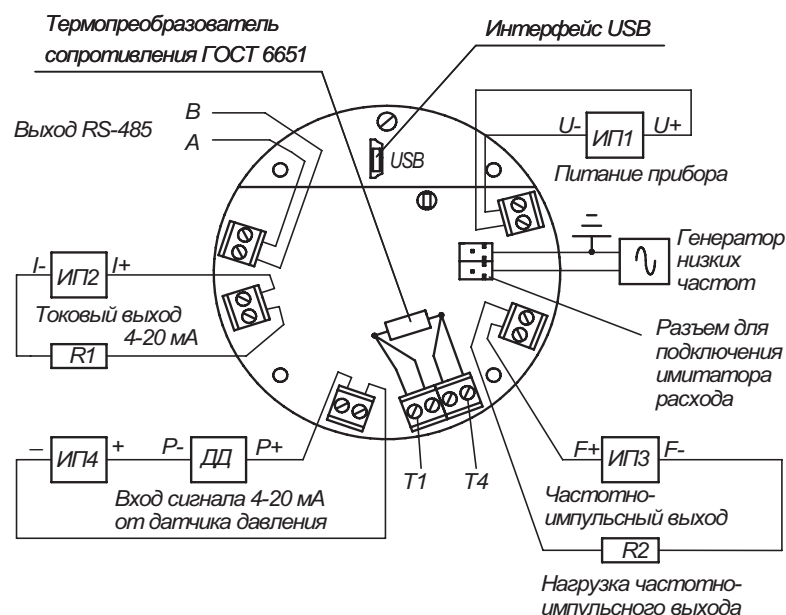 Термопреобразователь
сопротивления ГОСТ 6651
Интерфейс USB
Выход RS-485
B
A
USB
U-
ИП1
U+
Питание прибора
Генератор
низких
частот
I-
ИП2
I+
Токовый выход
4-20 мА
R1
Разъем для
подключения
имитатора
расхода
–
ИП4
+
P-
ДД
P+
Вход сигнала 4-20 мА
от датчика давления
T1
T4
F+
ИП3
F-
Частотно-
импульсный выход
R2
Нагрузка частотно-
импульсного выхода